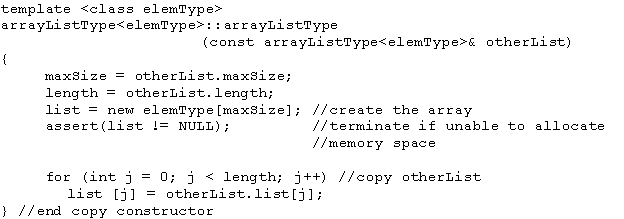 template <class elemType>
arrayListType<elemType>::arrayListType
(const arrayListType<elemType>& otherList)
{
maxSize = otherList.maxSize;
length = otherList.length;
list = new elemType[maxSize]; //create the array
assert(list != NULL); //terminate if unable to allocate
//memory space
for (int j = 0; j < length; j++) //copy otherList
list [j] = otherList.list[j];
} //end copy constructor